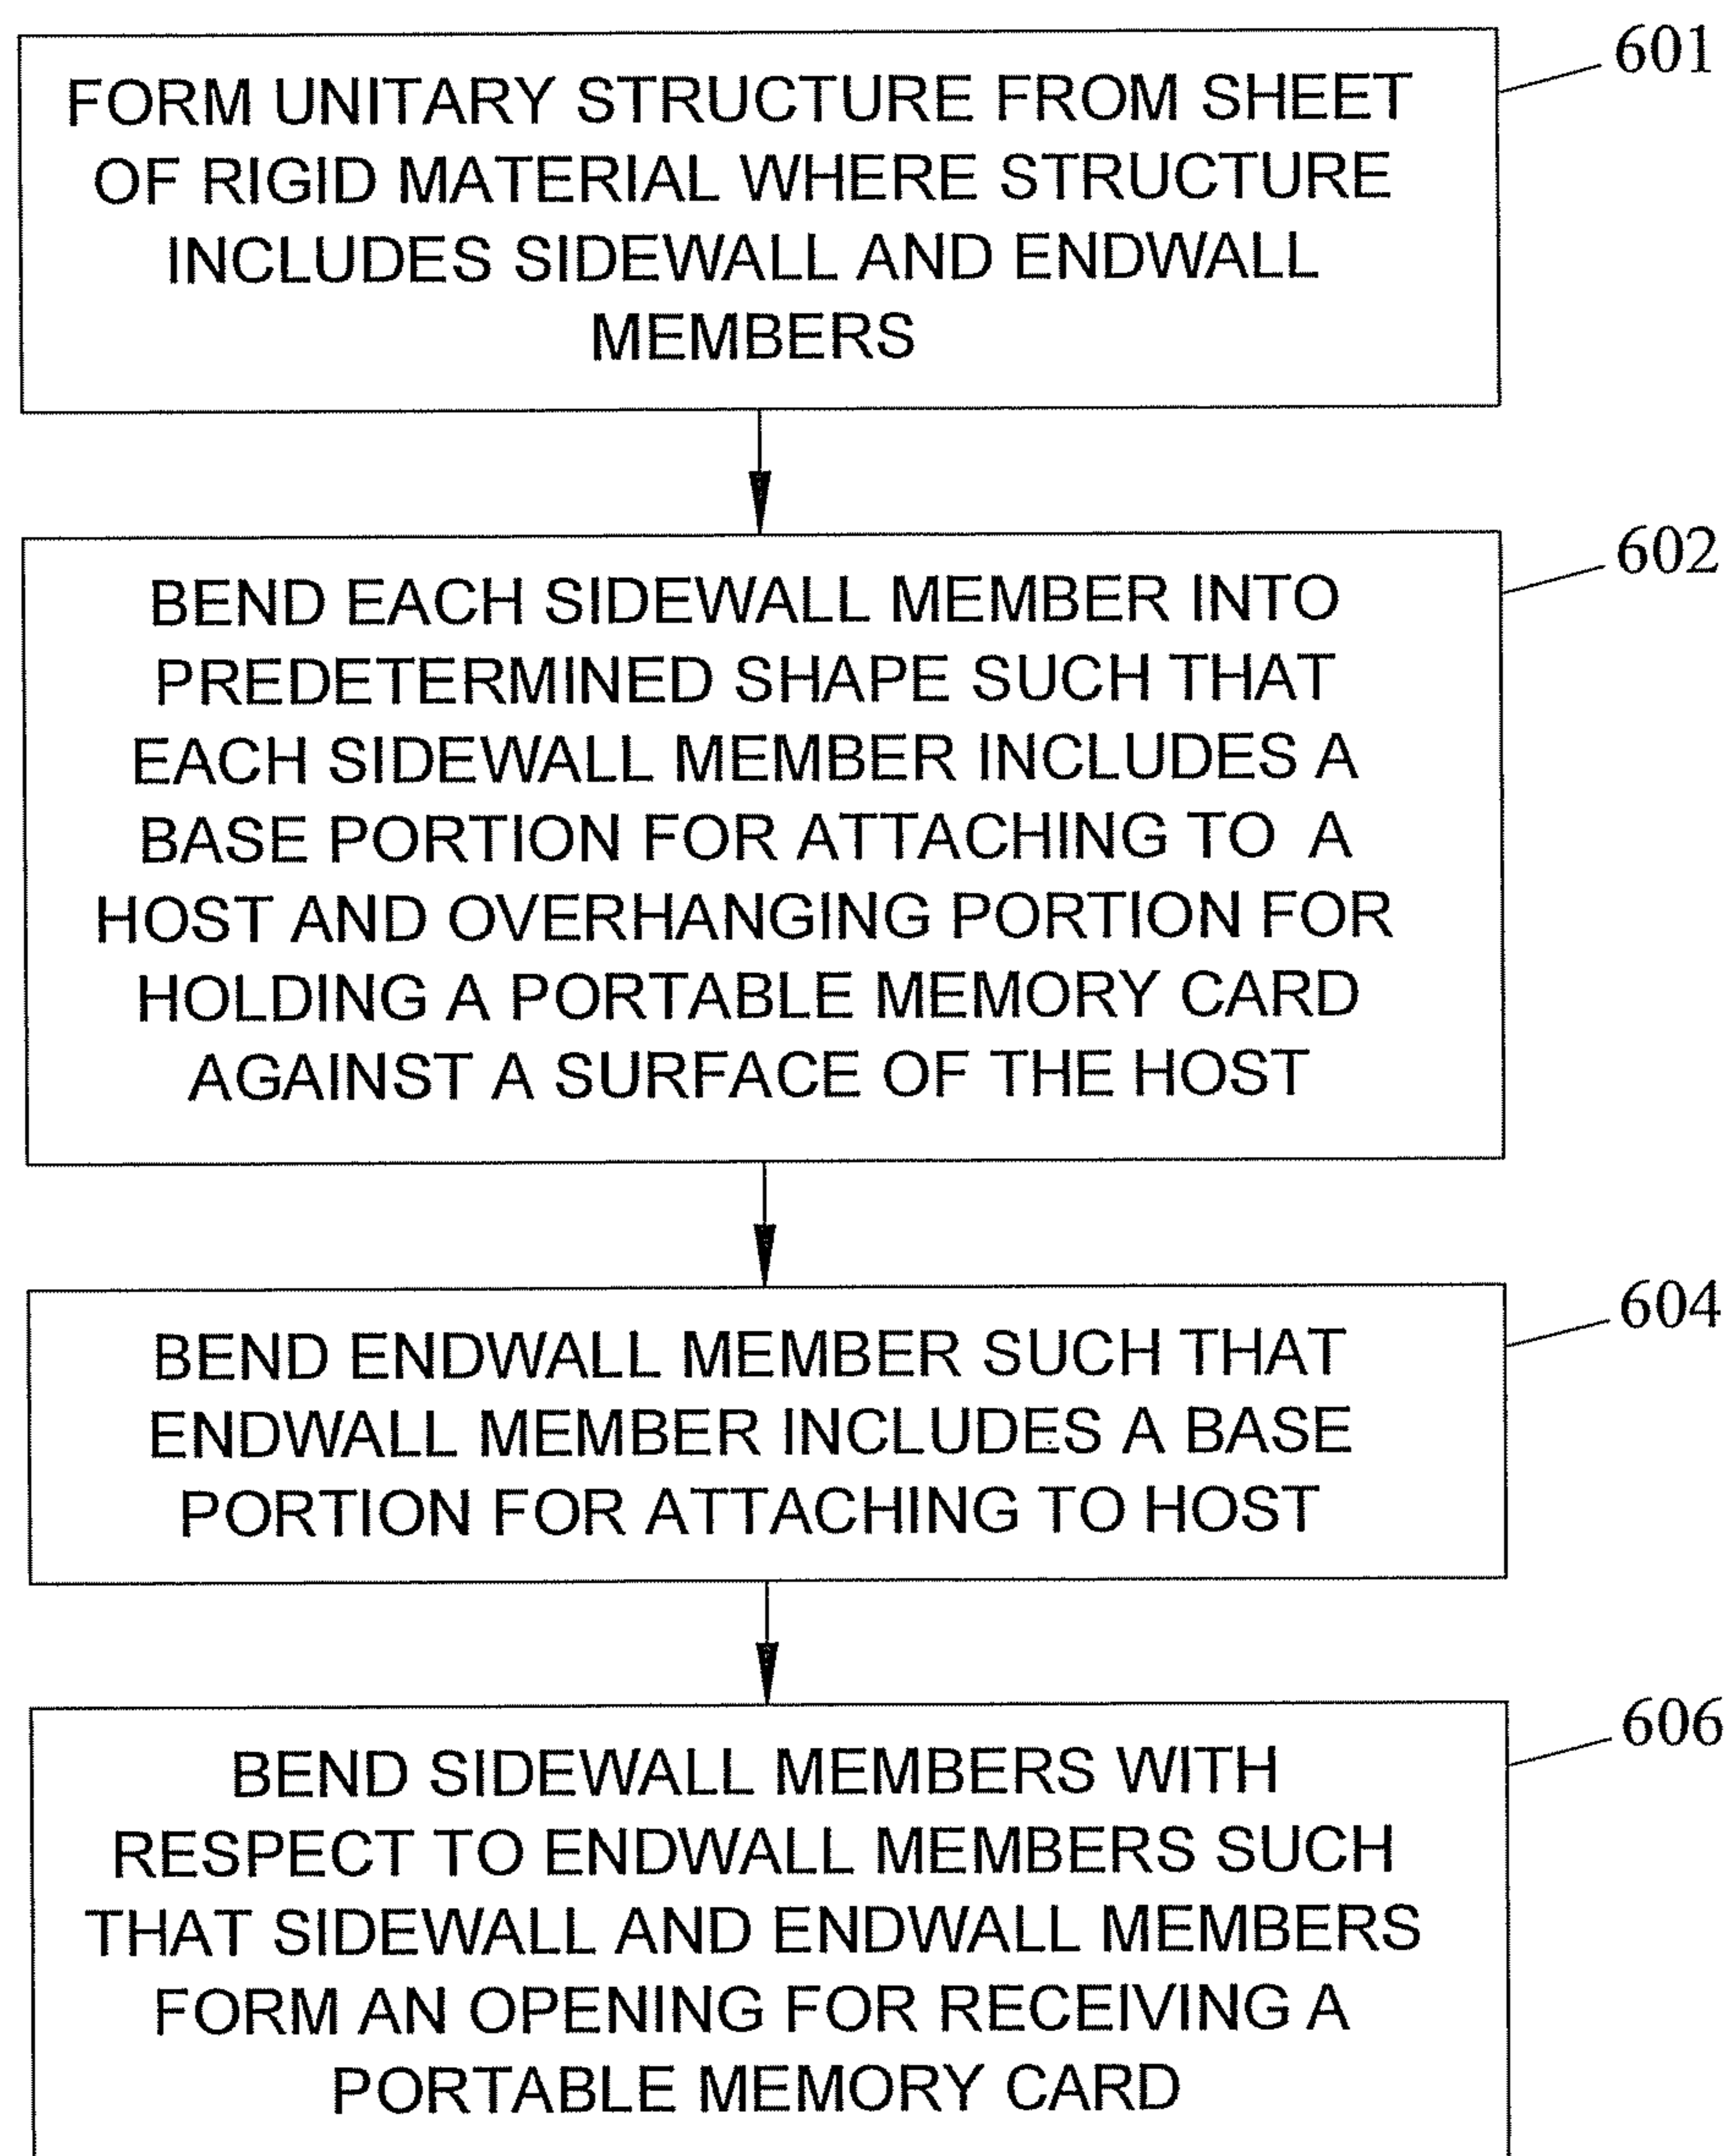 601
FORM UNITARY STRUCTURE FROM SHEET
OF RIGID MATERIAL WHERE STRUCTURE
INCLUDES SIDEWALL AND ENDWALL
MEMBERS
602
BEND EACH SIDEWALL MEMBER INTO
PREDETERMINED SHAPE SUCH THAT
EACH SIDEWALL MEMBER INCLUDES A
BASE PORTION FOR ATTACHING TO A
HOST AND OVERHANGING PORTION FOR
HOLDING A PORTABLE MEMORY CARD
AGAINST A SURFACE OF THE HOST
604
BEND ENDWALL MEMBER SUCH THAT
ENDWALL MEMBER INCLUDES A BASE
PORTION FOR ATTACHING TO HOST
606
BEND SIDEWALL MEMBERS WITH
RESPECT TO ENDWALL MEMBERS SUCH
THAT SIDEWALL AND ENDWALL MEMBERS
FORM AN OPENING FOR RECEIVING A
PORTABLE MEMORY CARD